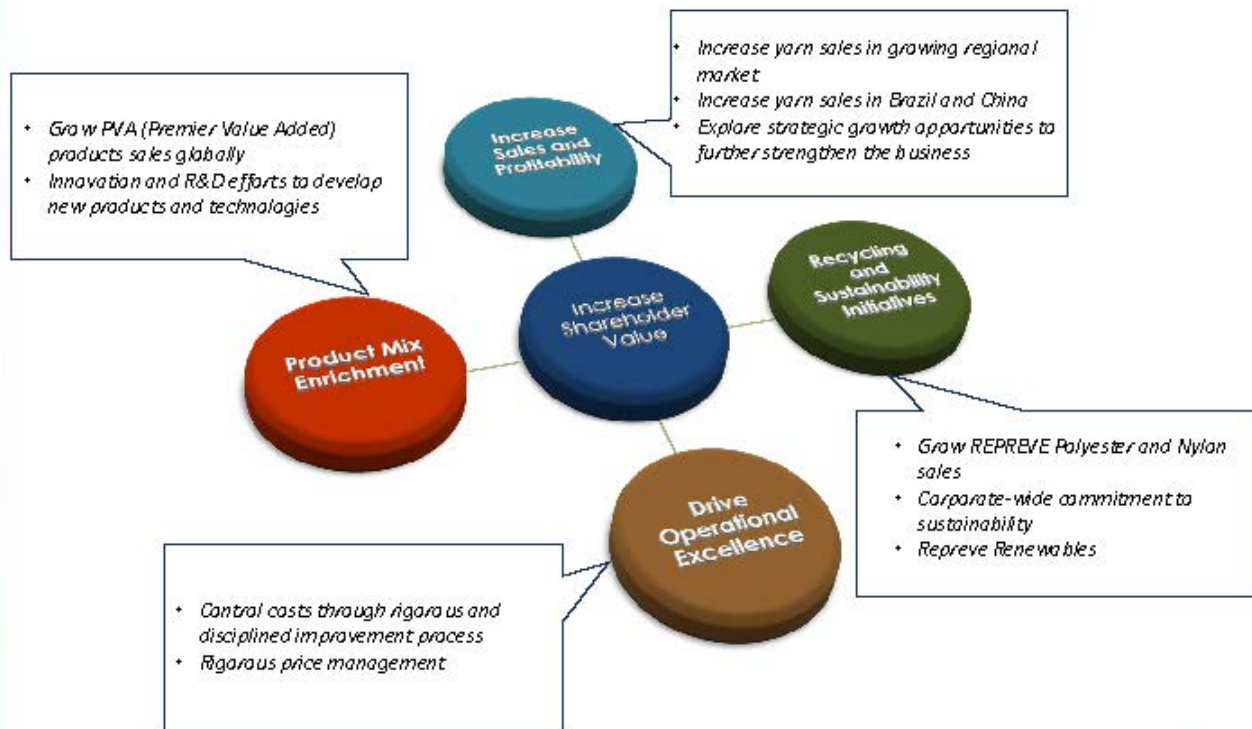 • Increase yarn sales in growing regional
market
• Increase yarn sales in Brazil and China
• Explore strategic growth opportunities to
further strengthen the business
• Grow PVA (Premier Value Added)
products sales globally
• Innovation and R&D efforts to develop
new products and technologies
Increase
Sales and
Profitability
Recycling
and
Sustainability
Initiatives
Increase
Shareholder
Value
Product Mix
Enrichment
• Grow REPREVE Polyester and Nylon
sales
• Corporate-wide commitment to
sustainability
• Repreve Renewables
Drive
Operational
Excellence
• Control costs through rigorous and
disciplined improvement process
• Rigorous price management